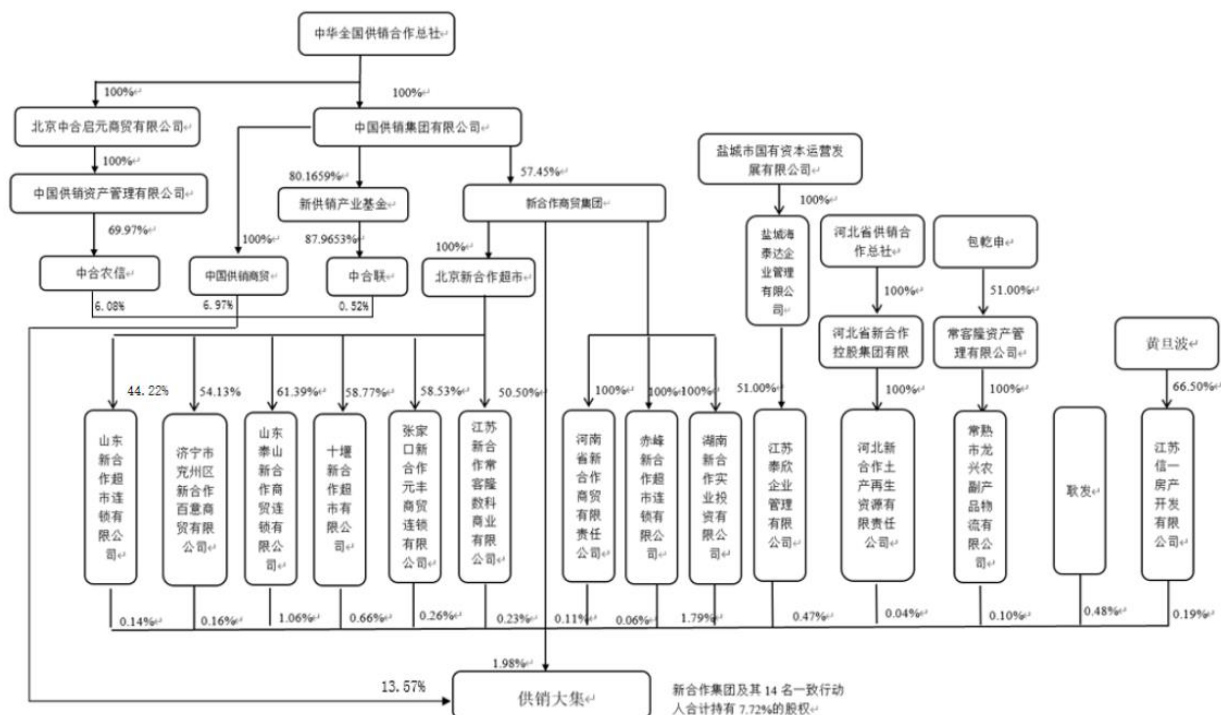 中华全国供销合作总社
100%
100%
北京中合启元商贸有限公司
中国供销集团有限公司
100%
80.1659%
57.45%
盐城市国有资本运营发
展有限公司
中国供销资产管理有限公司
新供销产业基金
新合作商贸集团
100%
69.97%
100%
87.9653%
100%
盐城海
泰达企
业管理
有限公
司
河北省供销合
作总社
包乾申
中合农信
中国供销商贸
中合联
北京新合作超市
100%
51.00%
6.08%
6.97%
0.52%
河北省新合作
控股集团有限
常客隆资产管
理有限公司
黄旦波
44.22%
54.13%
61.39%
58.77%
58.53%
50.50%
100%
100%
100%
51.00%
100%
100%
66.50%
山东
新合
作超
市连
锁有
限公
司
济宁市
兖州区
新合作
百意商
贸有限
公司
山东
泰山
新合
作商
贸连
锁有
限公
司
十堰
新合
作超
市有
限公
司
张家
口新
合作
元丰
商贸
连锁
有限
公司
江苏
新合
作常
客隆
数科
商业
有限
公司
河南
省新
合作
商贸
有限
责任
公司
赤峰
新合
作超
市连
锁有
限公
司
湖南
新合
作实
业投
资有
限公
司
江苏
泰欣
企业
管理
有限
公司
河北新
合作土
产再生
资源有
限责任
公司
常熟
市龙
兴农
副产
品物
流有
限公
司
耿发
江苏
信一
房产
开发
有限
公司
0.14%
0.16%
1.06%
0.66%
0.26%
0.23%
0.11%
0.06%
1.79%
0.47%
0.04%
0.10%
0.48%
0.19%
1.98%
13.57%
供销大集
新合作集团及其 14 名一致行动
人合计持有 7.72%的股权